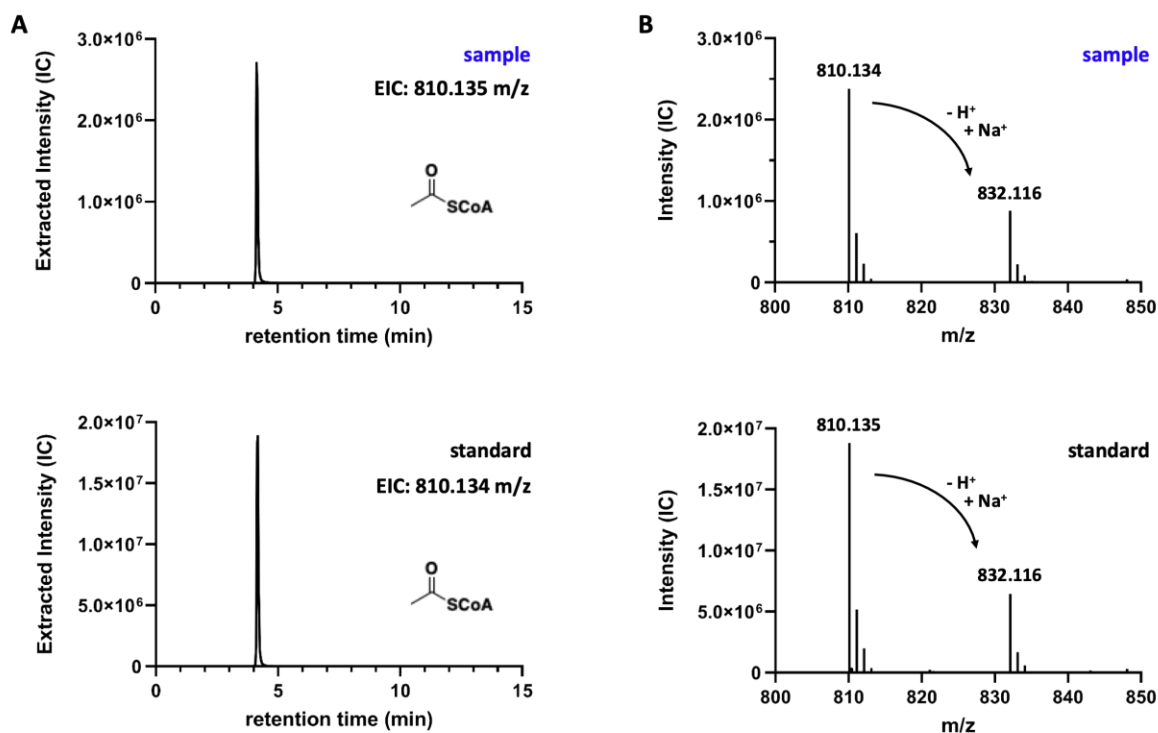 A
Extracted Intensity (IC)
3.0×10⁶
2.0×10⁶
1.0×10⁶
0
sample
EIC: 810.135 m/z
O
SCoA
0 5 10 15
retention time (min)
B
Intensity (IC)
3.0×10⁶
2.0×10⁶
1.0×10⁶
0
sample
810.134
- H⁺
+ Na⁺
832.116
800 810 820 830 840 850
m/z
Extracted Intensity (IC)
2.0×10⁷
1.5×10⁷
1.0×10⁷
5.0×10⁶
0
standard
EIC: 810.134 m/z
O
SCoA
0 5 10 15
retention time (min)
Intensity (IC)
2.0×10⁷
1.5×10⁷
1.0×10⁷
5.0×10⁶
0
810.135
standard
- H⁺
+ Na⁺
832.116
800 810 820 830 840 850
m/z